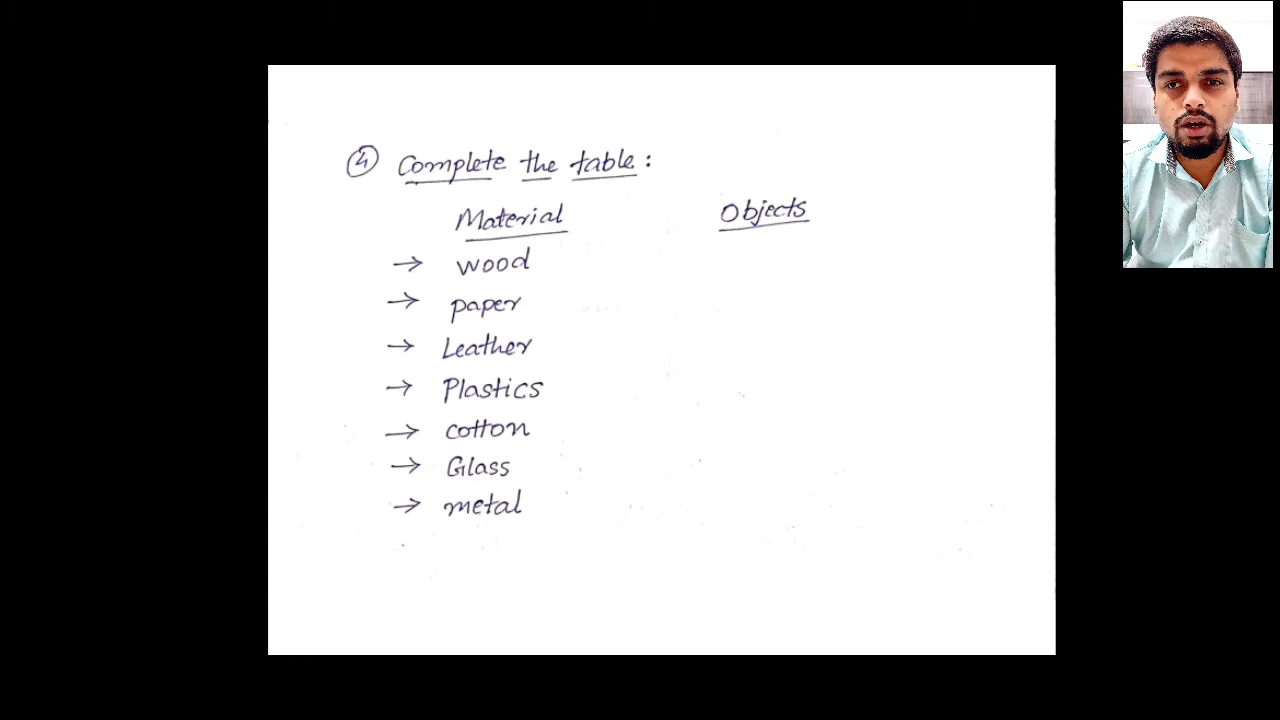 4 Complete the table:
Material Objects
→ wood
→ paper
→ Leather
→ Plastics
→ cotton
→ Glass
→ metal